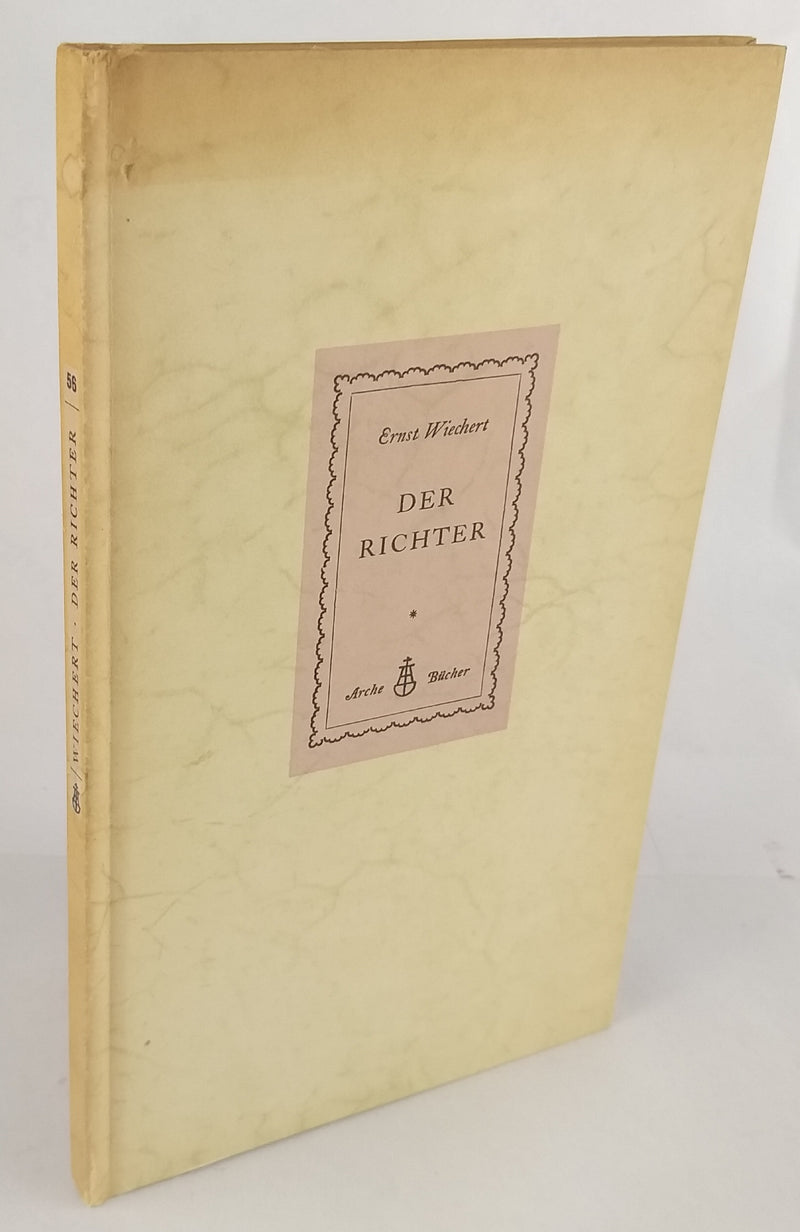 Ernst Wiechert
DER
RICHTER
*
Arche Bücher
WIECHERT · DER RICHTER / 56